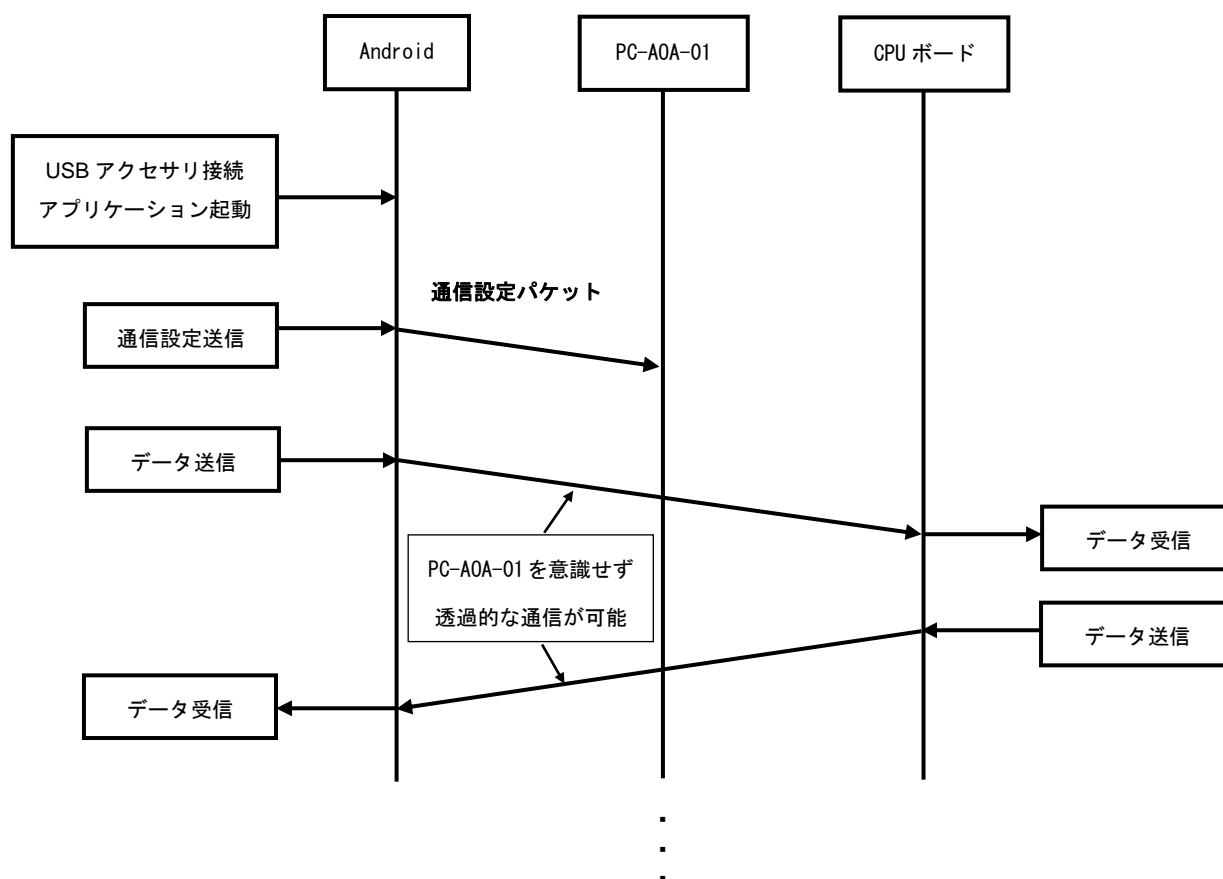 Android
PC-AOA-01
CPU ボード
USB アクセサリ接続
アプリケーション起動
通信設定パケット
通信設定送信
データ送信
データ受信
PC-AOA-01 を意識せず
透過的な通信が可能
データ送信
データ受信